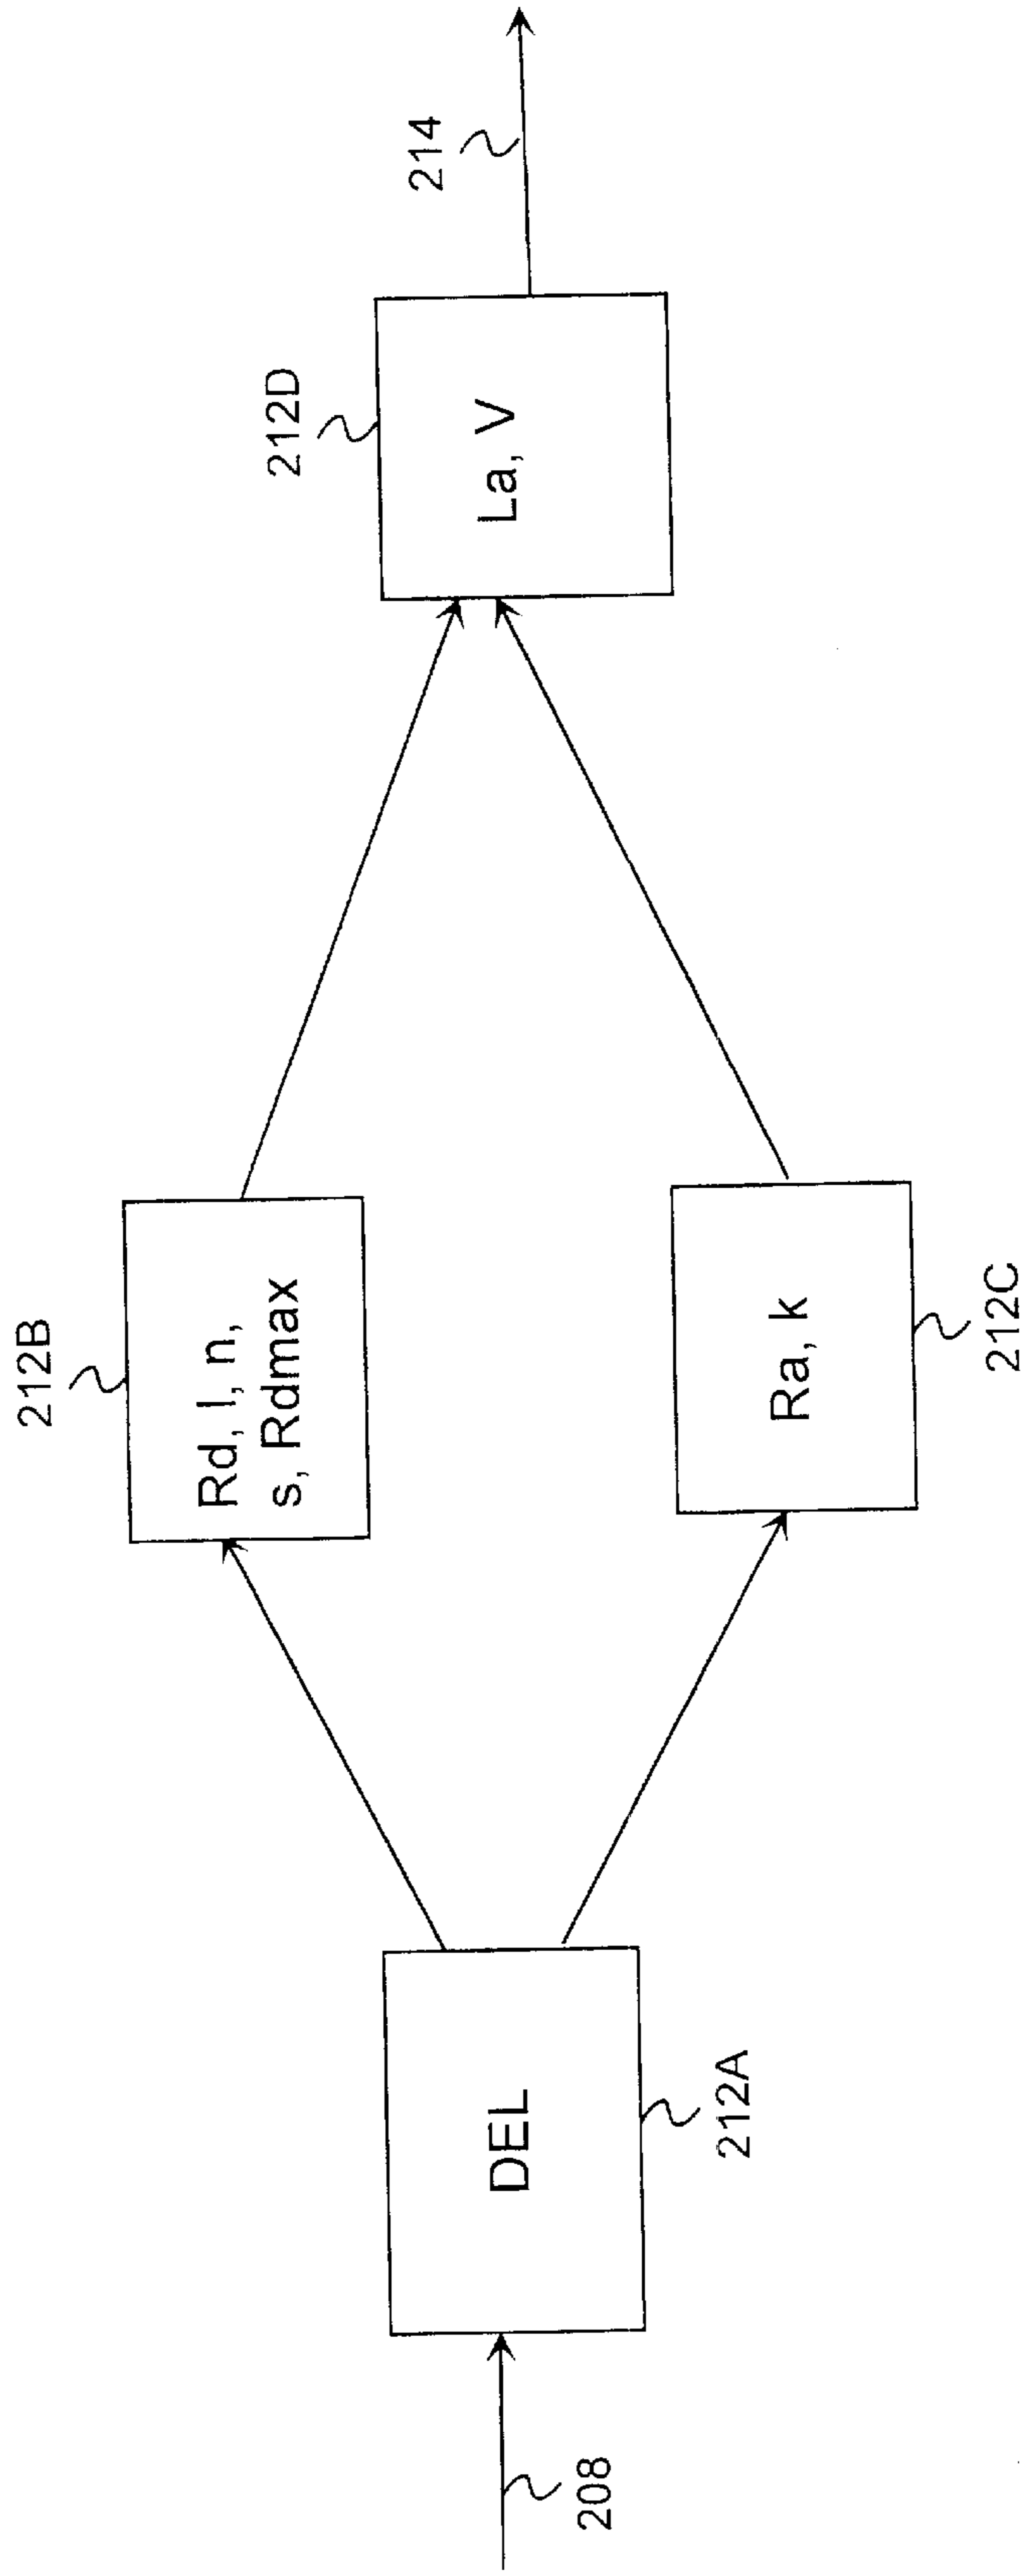 208
DEL
212A
212B
Rd, l, n,
s, Rdmax
Ra, k
212C
212D
La, V
214